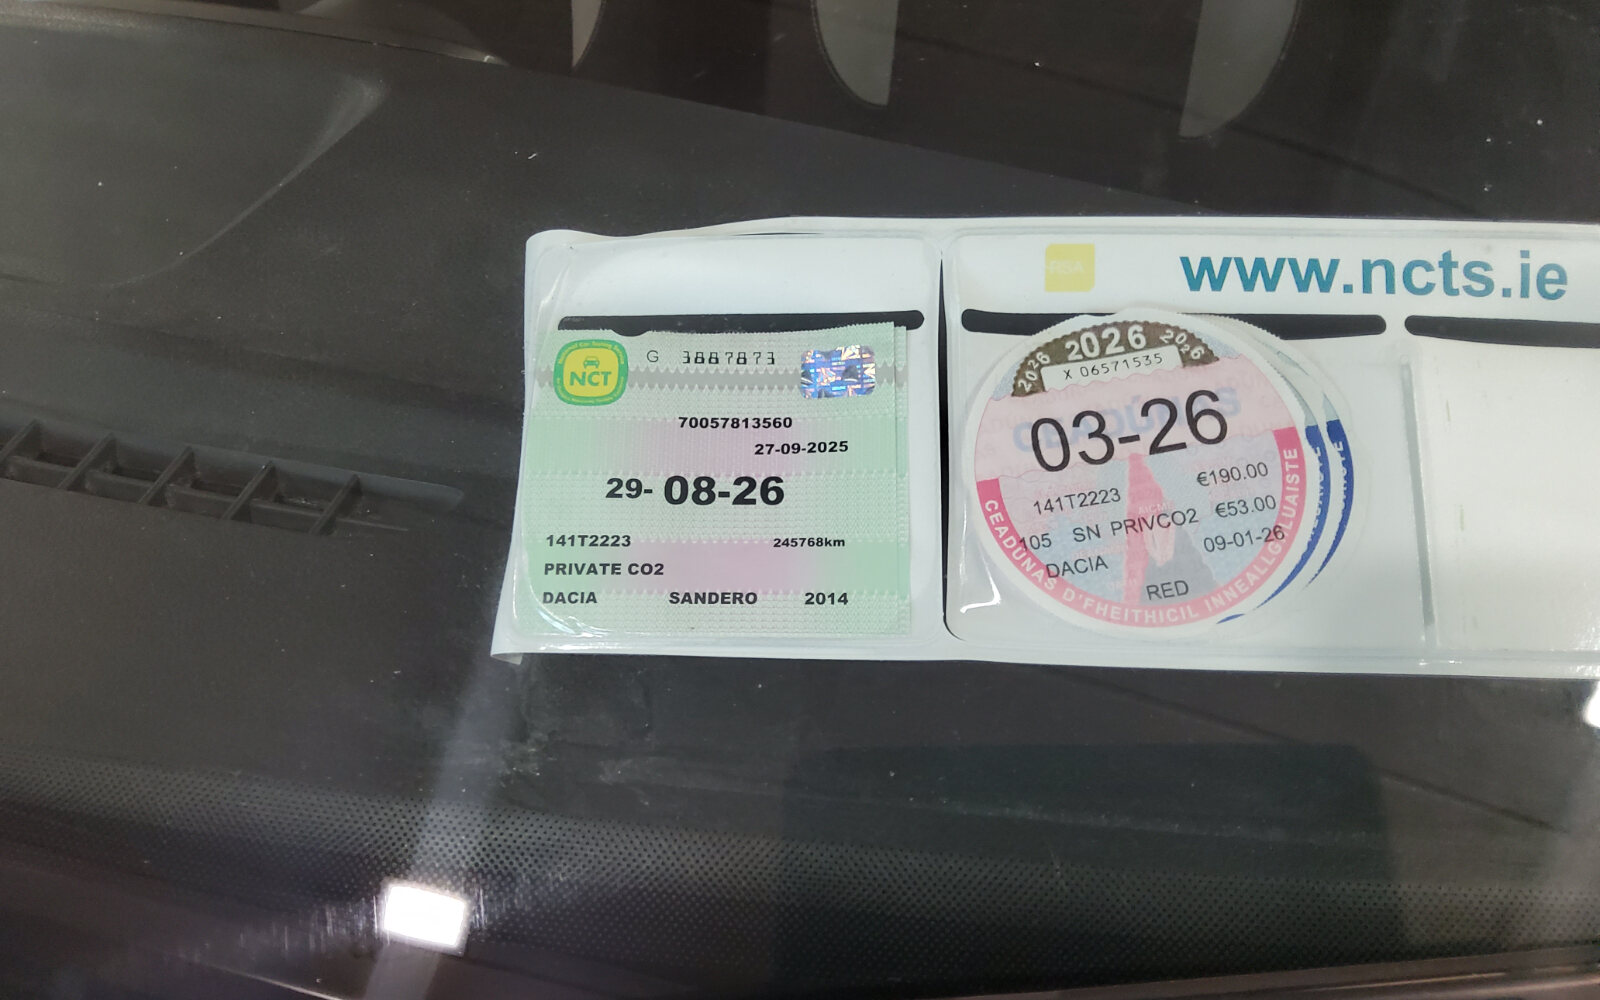 www.ncts.ie
RSA
NCT
G 3887873
70057813560
27-09-2025
29- 08-26
141T2223 245768km
PRIVATE CO2
DACIA SANDERO 2014
2026 2026 2026
X 06571535
03-26
141T2223 €190.00
105 SN PRIVCO2 €53.00
DACIA 09-01-26
RED
CEADÚNAS D'FHEITHICIL INNEALLGHLUAISTE